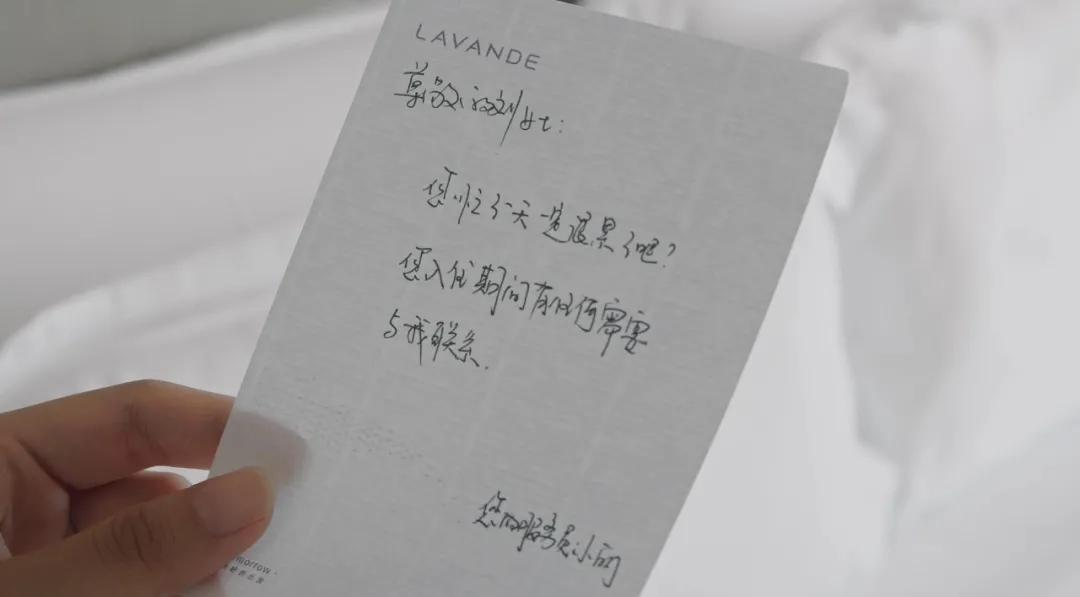 LAVANDE
尊敬的刘女士:
您忙了一天一定很累了吧?
您入住期间有任何需要
与我联系.
您的服务员小
morrow·